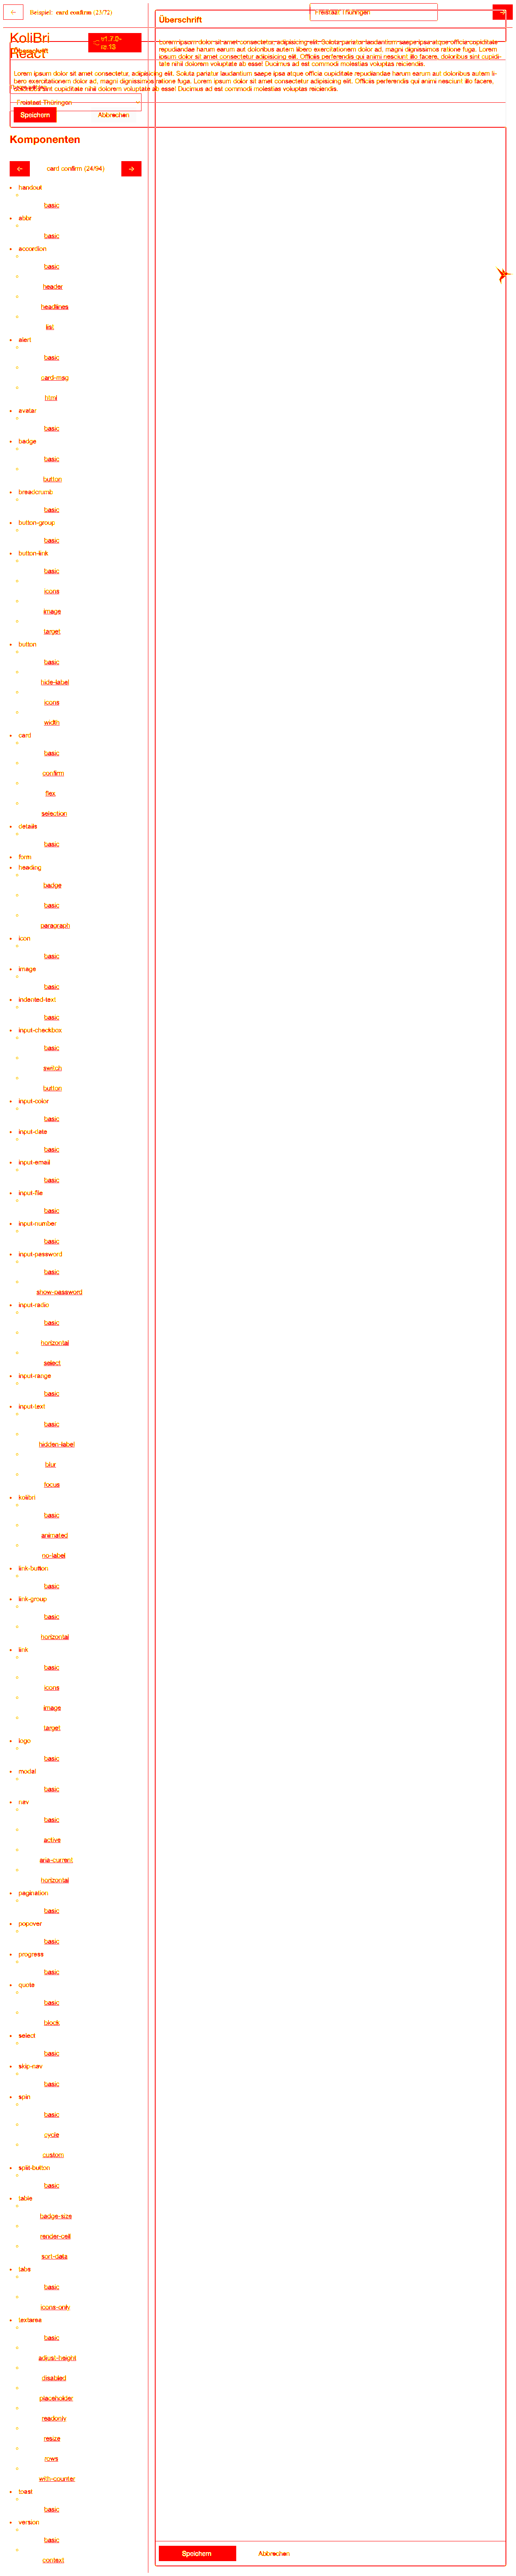 Beispiel: card confirm (21/72)
Freistaat Thüringen
KoliBri
React
v1.7.0-
rc.13
Überschrift
Überschrift
Lorem ipsum dolor sit amet consectetur, adipisicing elit. Soluta pariatur laudantium saepe ipsa atque officia cupiditate
repudiandae harum earum aut doloribus autem libero exercitationem dolor ad, magni dignissimos ratione fuga. Lorem
ipsum dolor sit amet consectetur adipisicing elit. Officiis perferendis qui animi nesciunt illo facere, doloribus sint cupidi-
tate nihil dolorem voluptate ab esse! Ducimus ad est commodi molestias voluptas reiciendis.
Lorem ipsum dolor sit amet consectetur, adipisicing elit. Soluta pariatur laudantium saepe ipsa atque officia cupiditate repudiandae harum earum aut doloribus autem li-
bero exercitationem dolor ad, magni dignissimos ratione fuga. Lorem ipsum dolor sit amet consectetur adipisicing elit. Officiis perferendis qui animi nesciunt illo facere,
doloribus sint cupiditate nihil dolorem voluptate ab esse! Ducimus ad est commodi molestias voluptas reiciendis.
Freistaat Thüringen
Speichern
Abbrechen
Komponenten
card confirm (24/94)
handout
basic
abbr
basic
accordion
basic
header
headlines
list
alert
basic
card-msg
html
avatar
basic
badge
basic
button
breadcrumb
basic
button-group
basic
button-link
basic
icons
image
target
button
basic
hide-label
icons
width
card
basic
confirm
flex
selection
details
basic
form
heading
badge
basic
paragraph
icon
basic
image
basic
indented-text
basic
input-checkbox
basic
switch
button
input-color
basic
input-date
basic
input-email
basic
input-file
basic
input-number
basic
input-password
basic
show-password
input-radio
basic
horizontal
select
input-range
basic
input-text
basic
hidden-label
blur
focus
kolibri
basic
animated
no-label
link-button
basic
link-group
basic
horizontal
link
basic
icons
image
target
logo
basic
modal
basic
nav
basic
active
aria-current
horizontal
pagination
basic
popover
basic
progress
basic
quote
basic
block
select
basic
skip-nav
basic
spin
basic
cycle
custom
split-button
basic
table
badge-size
render-cell
sort-data
tabs
basic
icons-only
textarea
basic
adjust-height
disabled
placeholder
readonly
resize
rows
with-counter
toast
basic
version
basic
context
Speichern
Abbrechen